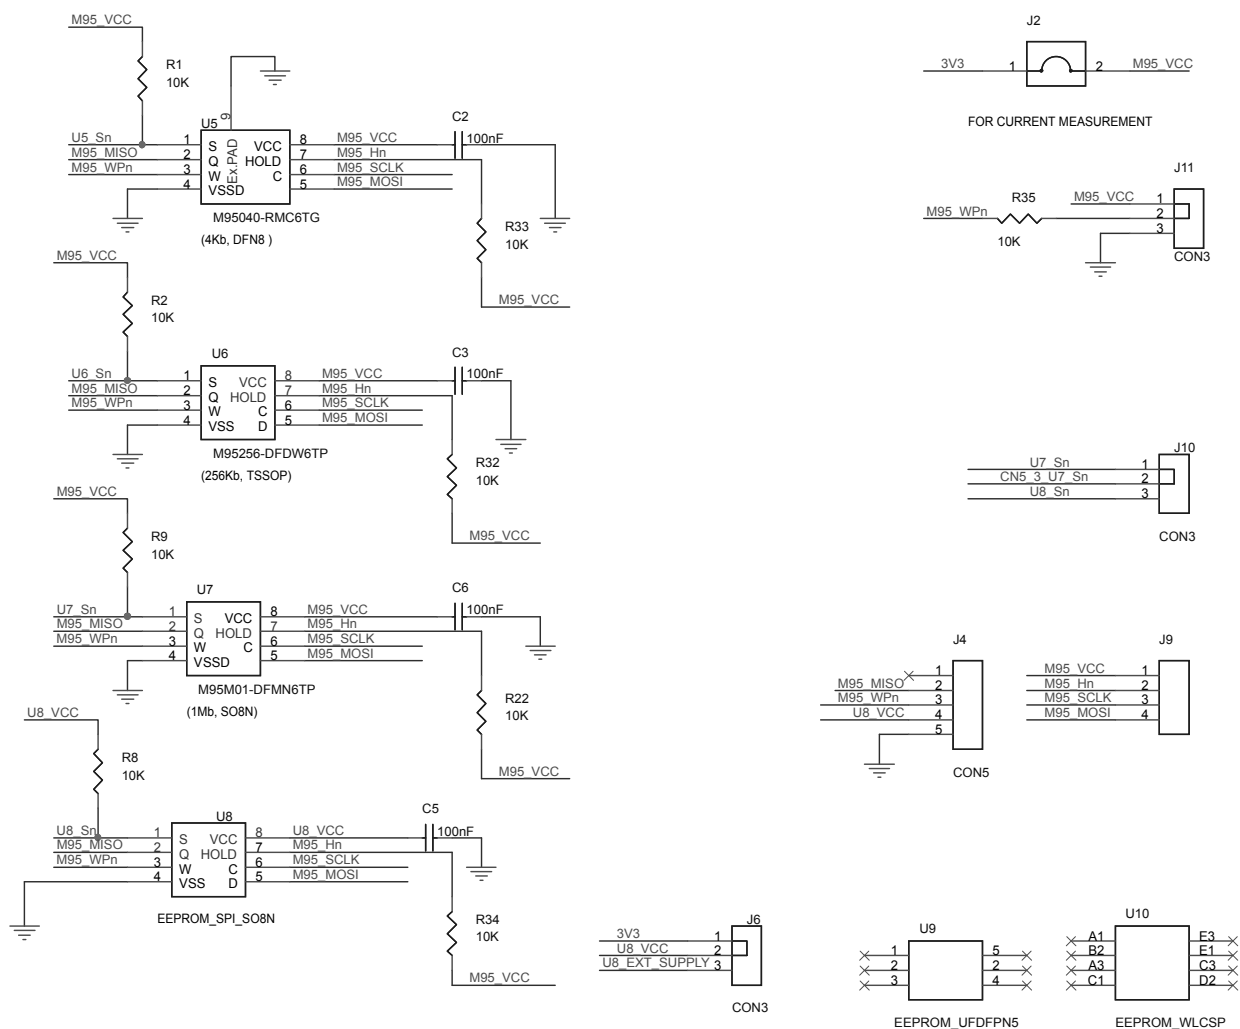 M95_VCC
R1
10K
U5
9
U5_Sn 1 S VCC 8 M95_VCC C2 100nF
M95_MISO 2 Q HOLD 7 M95_Hn
M95_WPn 3 W C 6 M95_SCLK
4 VSSD 5 M95_MOSI
Ex.PAD
M95040-RMC6TG
(4Kb, DFN8 )
R33
10K
M95_VCC
M95_VCC
R2
10K
U6
U6_Sn 1 S VCC 8 M95_VCC C3 100nF
M95_MISO 2 Q HOLD 7 M95_Hn
M95_WPn 3 W C 6 M95_SCLK
4 VSS D 5 M95_MOSI
M95256-DFDW6TP
(256Kb, TSSOP)
R32
10K
M95_VCC
M95_VCC
R9
10K
U7
U7_Sn 1 S VCC 8 M95_VCC C6 100nF
M95_MISO 2 Q HOLD 7 M95_Hn
M95_WPn 3 W C 6 M95_SCLK
4 VSSD 5 M95_MOSI
M95M01-DFMN6TP
(1Mb, SO8N)
R22
10K
M95_VCC
U8_VCC
R8
10K
U8
U8_Sn 1 S VCC 8 U8_VCC C5 100nF
M95_MISO 2 Q HOLD 7 M95_Hn
M95_WPn 3 W C 6 M95_SCLK
4 VSS D 5 M95_MOSI
EEPROM_SPI_SO8N
R34
10K
M95_VCC
J2
3V3 1 2 M95_VCC
FOR CURRENT MEASUREMENT
J11
M95_VCC 1
M95_WPn R35 2
10K
3
CON3
J10
U7_Sn 1
CN5_3_U7_Sn 2
U8_Sn 3
CON3
J4
1
M95_MISO 2
M95_WPn 3
U8_VCC 4
5
CON5
J9
M95_VCC 1
M95_Hn 2
M95_SCLK 3
M95_MOSI 4
J6
3V3 1
U8_VCC 2
U8_EXT_SUPPLY 3
CON3
U9
1 5
2 2
3 4
EEPROM_UFDFPN5
U10
A1 E3
B2 E1
A3 C3
C1 D2
EEPROM_WLCSP